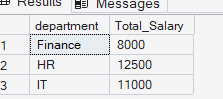 Results Messages
department Total_Salary
1 Finance 8000
2 HR 12500
3 IT 11000